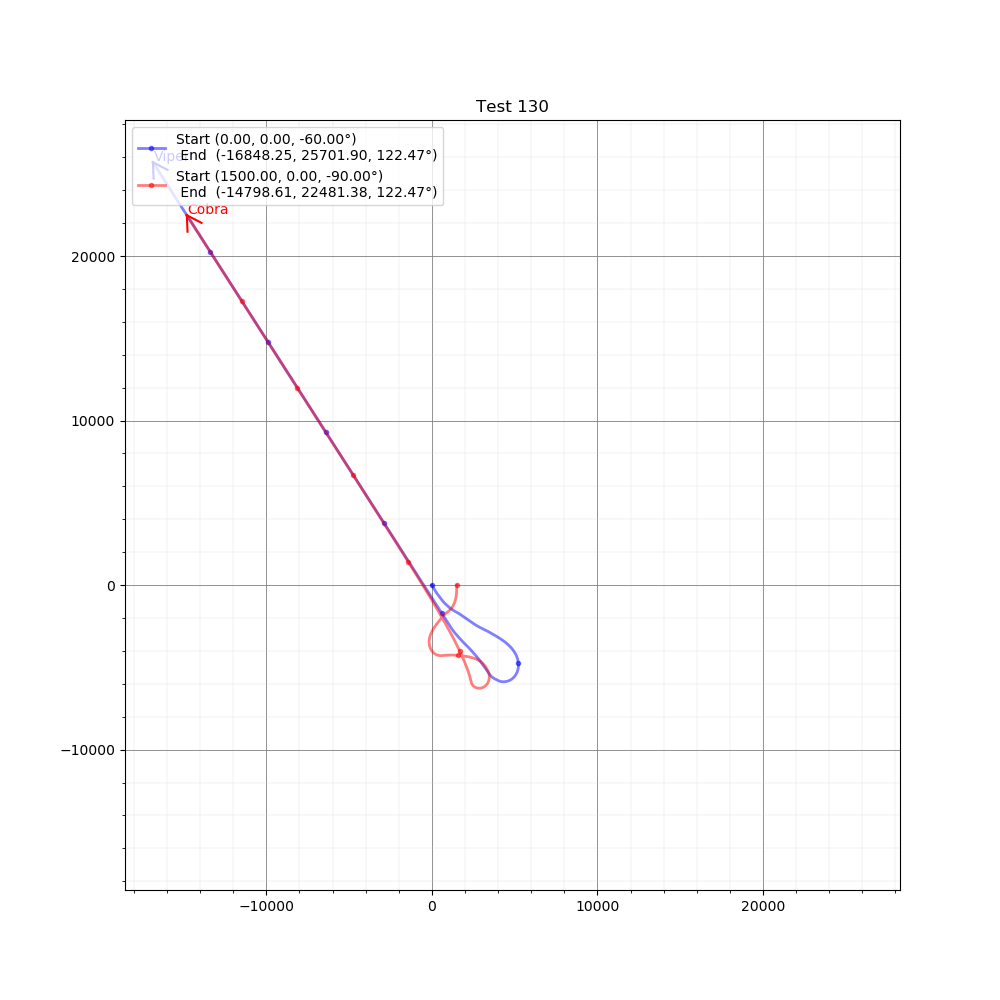 Test 130
Start (0.00, 0.00, -60.00°)
End (-16848.25, 25701.90, 122.47°)
Start (1500.00, 0.00, -90.00°)
End (-14798.61, 22481.38, 122.47°)
Cobra
20000
10000
0
−10000
−10000
0
10000
20000